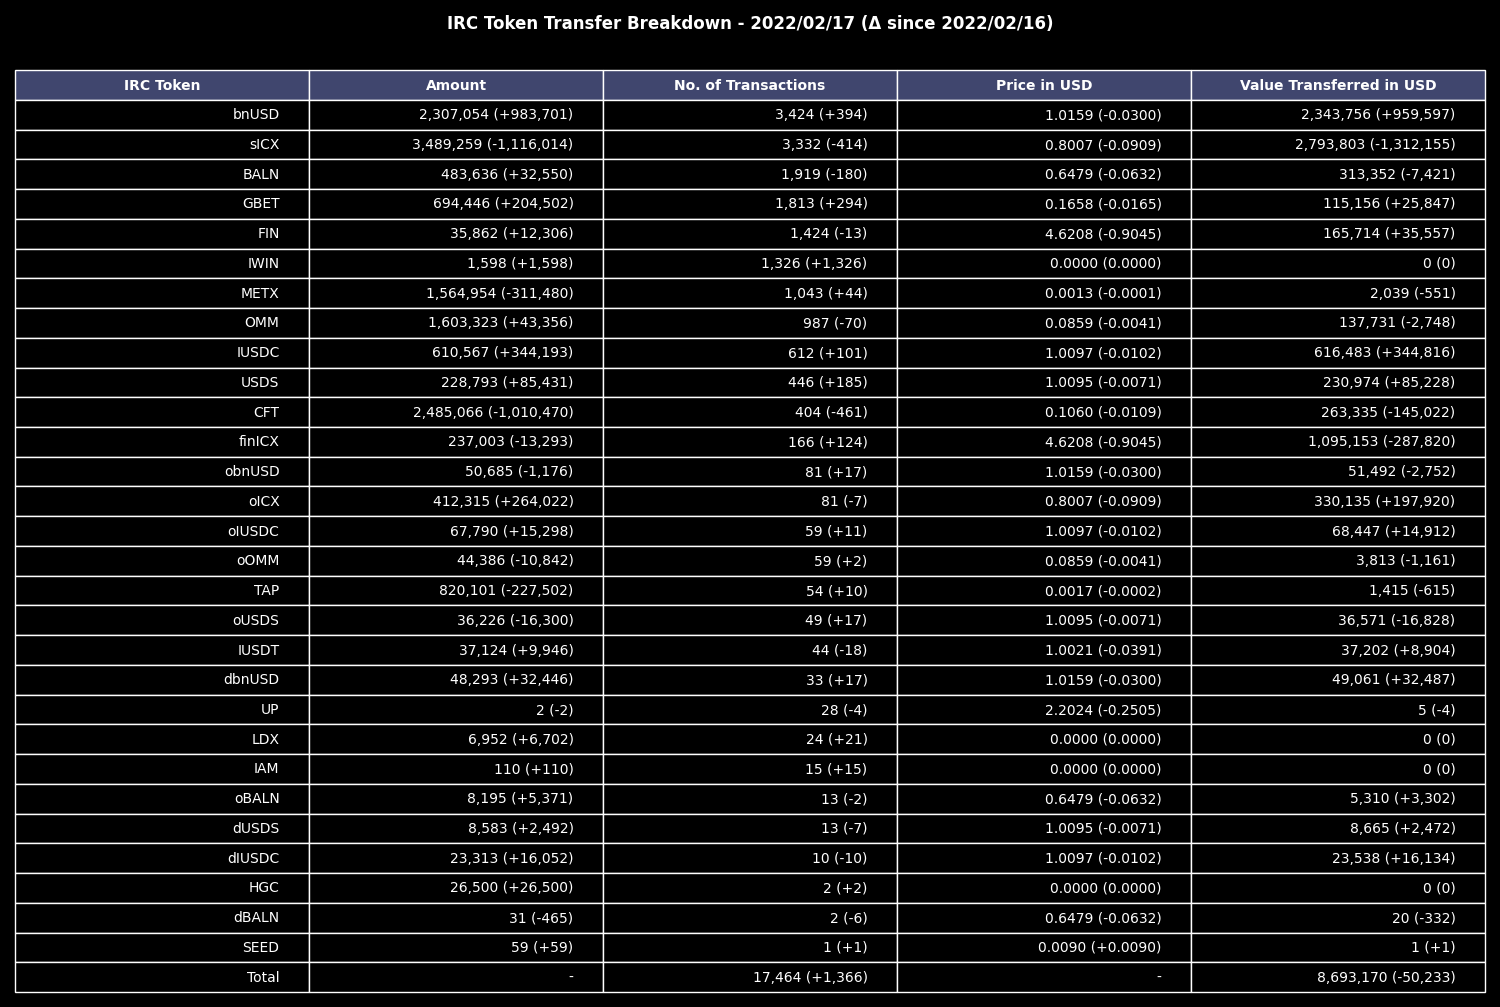 IRC Token Transfer Breakdown - 2022/02/17 (Δ since 2022/02/16)
IRC Token Amount No. of Transactions Price in USD Value Transferred in USD
bnUSD 2,307,054 (+983,701) 3,424 (+394) 1.0159 (-0.0300) 2,343,756 (+959,597)
sICX 3,489,259 (-1,116,014) 3,332 (-414) 0.8007 (-0.0909) 2,793,803 (-1,312,155)
BALN 483,636 (+32,550) 1,919 (-180) 0.6479 (-0.0632) 313,352 (-7,421)
GBET 694,446 (+204,502) 1,813 (+294) 0.1658 (-0.0165) 115,156 (+25,847)
FIN 35,862 (+12,306) 1,424 (-13) 4.6208 (-0.9045) 165,714 (+35,557)
IWIN 1,598 (+1,598) 1,326 (+1,326) 0.0000 (0.0000) 0 (0)
METX 1,564,954 (-311,480) 1,043 (+44) 0.0013 (-0.0001) 2,039 (-551)
OMM 1,603,323 (+43,356) 987 (-70) 0.0859 (-0.0041) 137,731 (-2,748)
IUSDC 610,567 (+344,193) 612 (+101) 1.0097 (-0.0102) 616,483 (+344,816)
USDS 228,793 (+85,431) 446 (+185) 1.0095 (-0.0071) 230,974 (+85,228)
CFT 2,485,066 (-1,010,470) 404 (-461) 0.1060 (-0.0109) 263,335 (-145,022)
finICX 237,003 (-13,293) 166 (+124) 4.6208 (-0.9045) 1,095,153 (-287,820)
obnUSD 50,685 (-1,176) 81 (+17) 1.0159 (-0.0300) 51,492 (-2,752)
oICX 412,315 (+264,022) 81 (-7) 0.8007 (-0.0909) 330,135 (+197,920)
oIUSDC 67,790 (+15,298) 59 (+11) 1.0097 (-0.0102) 68,447 (+14,912)
oOMM 44,386 (-10,842) 59 (+2) 0.0859 (-0.0041) 3,813 (-1,161)
TAP 820,101 (-227,502) 54 (+10) 0.0017 (-0.0002) 1,415 (-615)
oUSDS 36,226 (-16,300) 49 (+17) 1.0095 (-0.0071) 36,571 (-16,828)
IUSDT 37,124 (+9,946) 44 (-18) 1.0021 (-0.0391) 37,202 (+8,904)
dbnUSD 48,293 (+32,446) 33 (+17) 1.0159 (-0.0300) 49,061 (+32,487)
UP 2 (-2) 28 (-4) 2.2024 (-0.2505) 5 (-4)
LDX 6,952 (+6,702) 24 (+21) 0.0000 (0.0000) 0 (0)
IAM 110 (+110) 15 (+15) 0.0000 (0.0000) 0 (0)
oBALN 8,195 (+5,371) 13 (-2) 0.6479 (-0.0632) 5,310 (+3,302)
dUSDS 8,583 (+2,492) 13 (-7) 1.0095 (-0.0071) 8,665 (+2,472)
dIUSDC 23,313 (+16,052) 10 (-10) 1.0097 (-0.0102) 23,538 (+16,134)
HGC 26,500 (+26,500) 2 (+2) 0.0000 (0.0000) 0 (0)
dBALN 31 (-465) 2 (-6) 0.6479 (-0.0632) 20 (-332)
SEED 59 (+59) 1 (+1) 0.0090 (+0.0090) 1 (+1)
Total - 17,464 (+1,366) - 8,693,170 (-50,233)